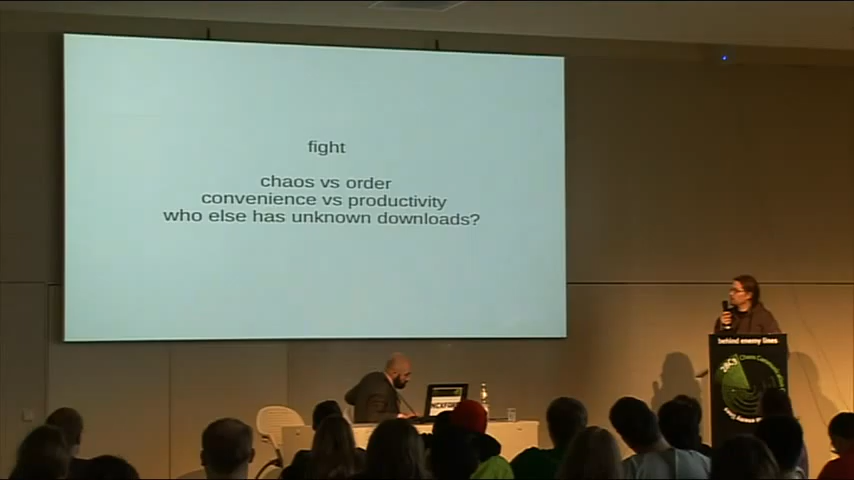 fight
chaos vs order
convenience vs productivity
who else has unknown downloads?
behind enemy lines